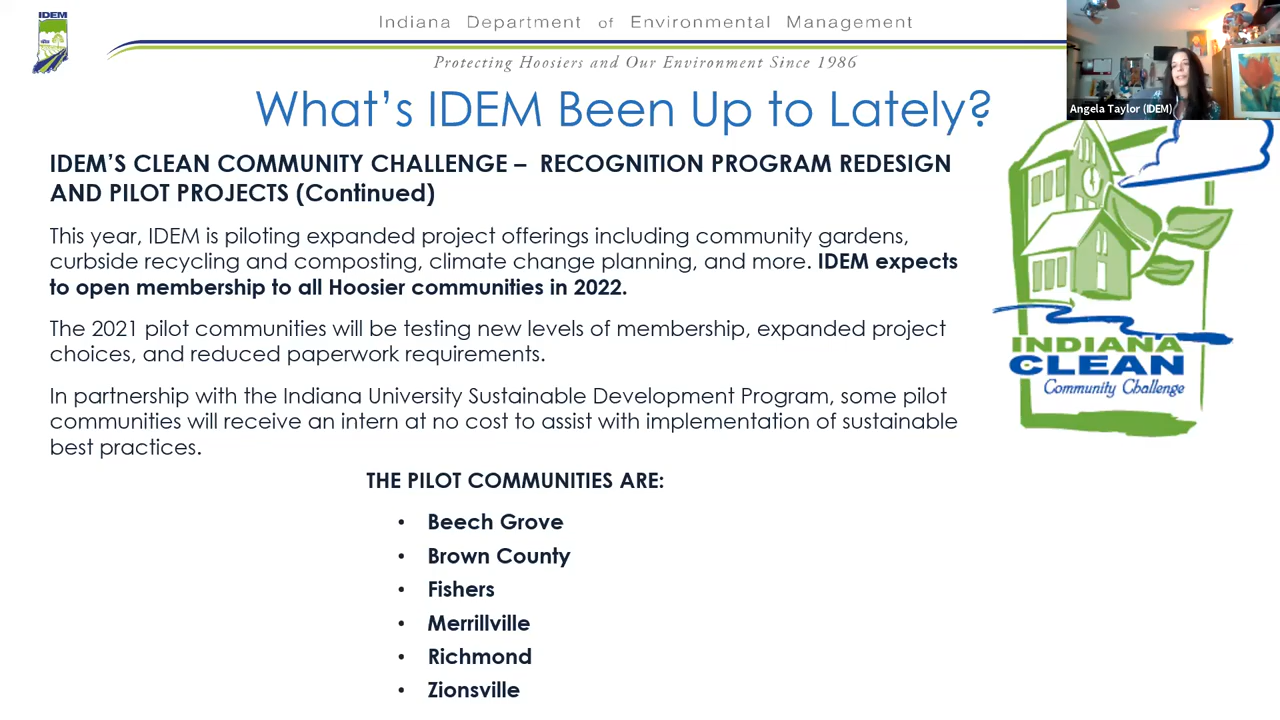 IDEM
Indiana Department of Environmental Management
Protecting Hoosiers and Our Environment Since 1986
Angela Taylor (IDEM)
What's IDEM Been Up to Lately?
IDEM'S CLEAN COMMUNITY CHALLENGE – RECOGNITION PROGRAM REDESIGN
AND PILOT PROJECTS (Continued)
This year, IDEM is piloting expanded project offerings including community gardens,
curbside recycling and composting, climate change planning, and more. IDEM expects
to open membership to all Hoosier communities in 2022.
The 2021 pilot communities will be testing new levels of membership, expanded project
choices, and reduced paperwork requirements.
In partnership with the Indiana University Sustainable Development Program, some pilot
communities will receive an intern at no cost to assist with implementation of sustainable
best practices.
INDIANA
CLEAN
Community Challenge
THE PILOT COMMUNITIES ARE:
• Beech Grove
• Brown County
• Fishers
• Merrillville
• Richmond
• Zionsville